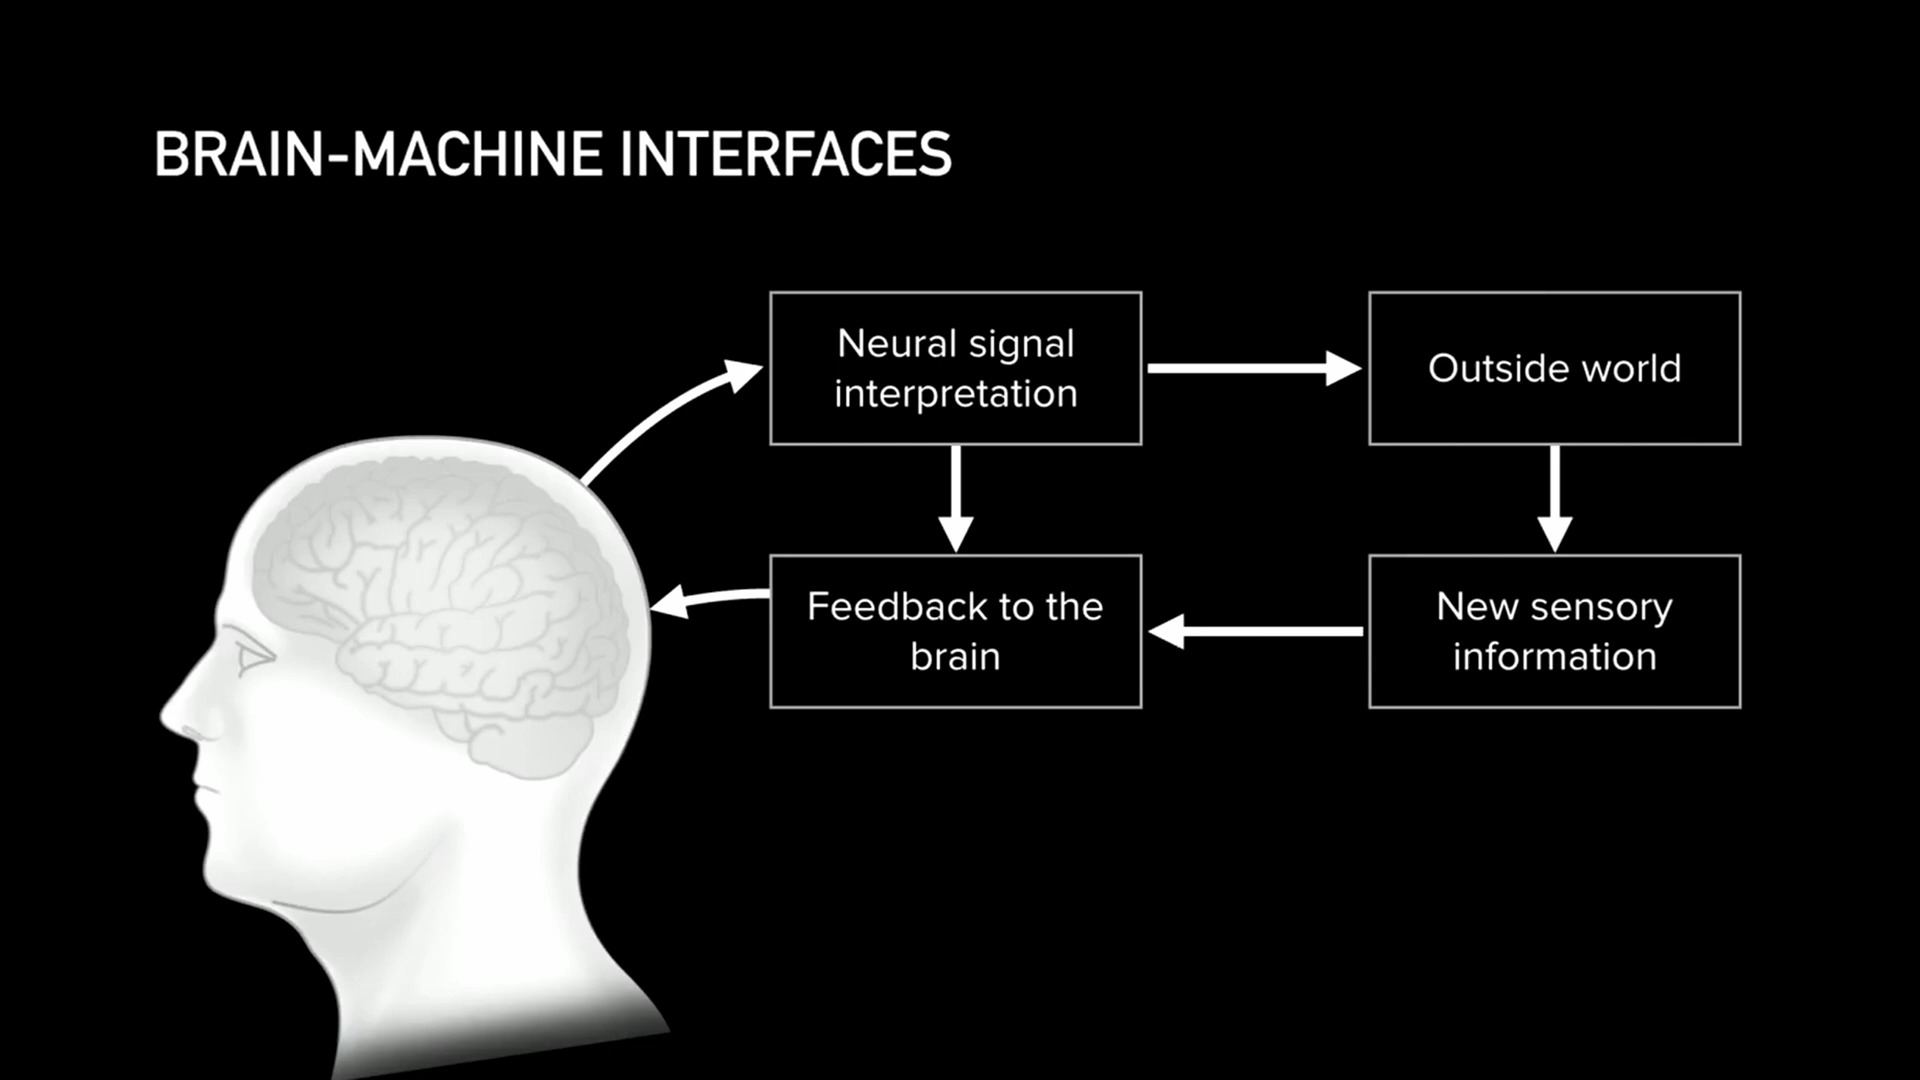 BRAIN-MACHINE INTERFACES
Neural signal
interpretation
Outside world
Feedback to the
brain
New sensory
information